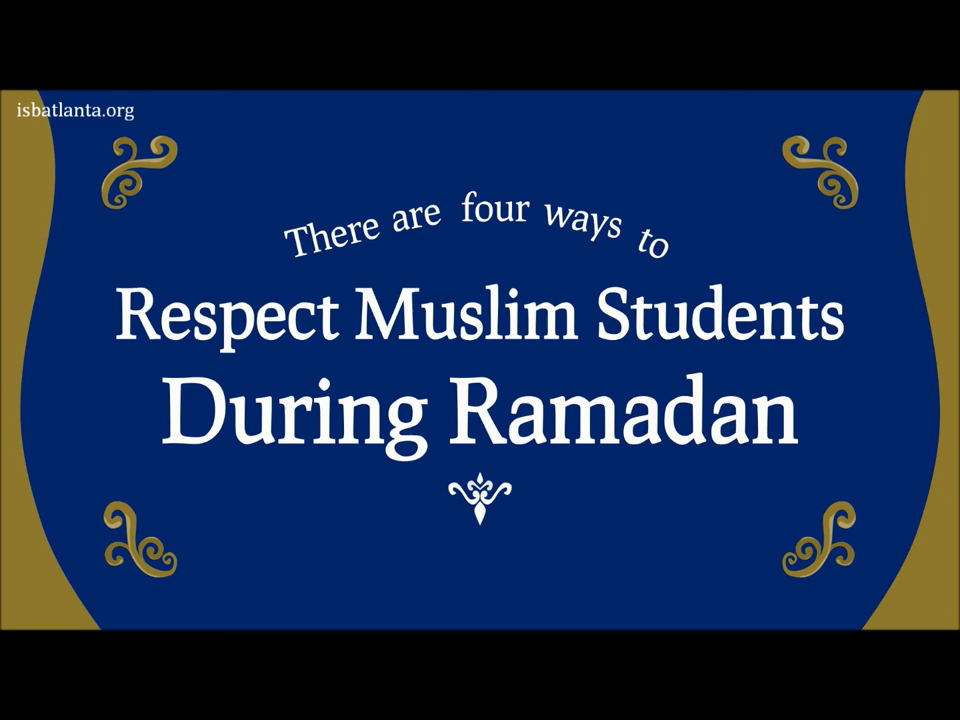 isbatlanta.org
There are four ways to
Respect Muslim Students
During Ramadan